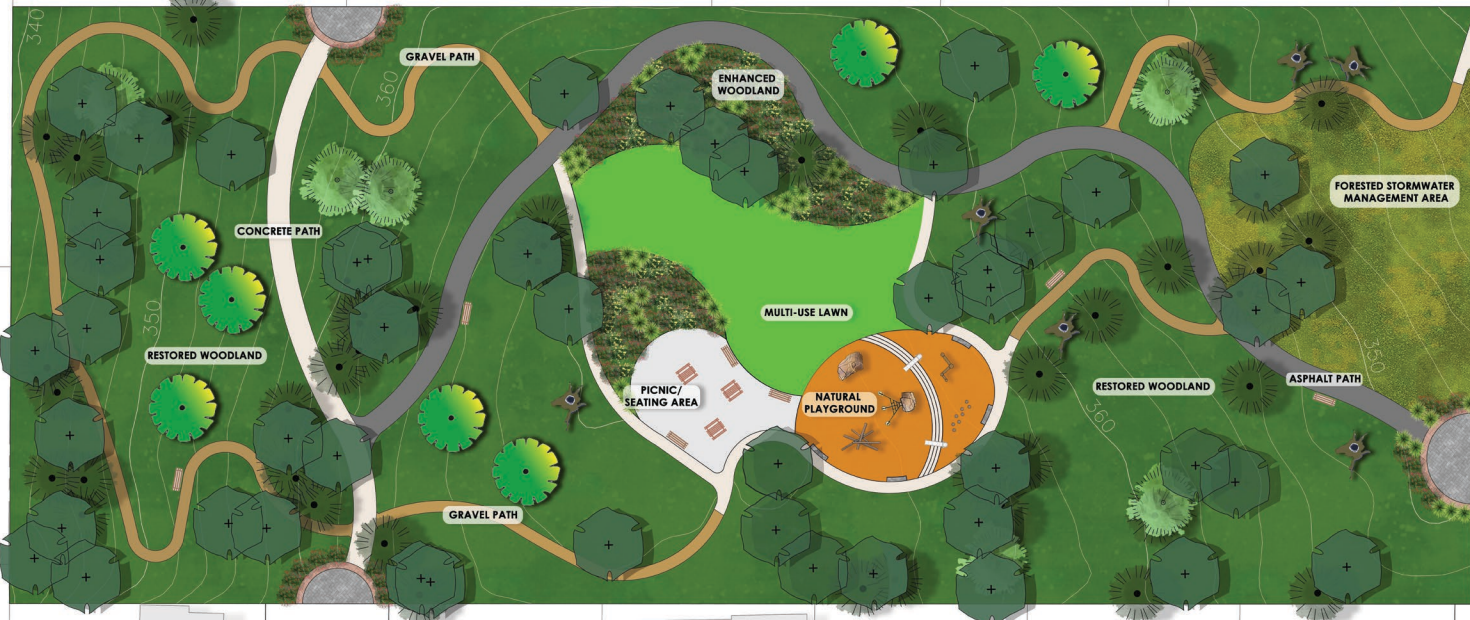 340
GRAVEL PATH
360
ENHANCED
WOODLAND
FORESTED STORMWATER
MANAGEMENT AREA
CONCRETE PATH
350
MULTI-USE LAWN
RESTORED WOODLAND
350
ASPHALT PATH
RESTORED WOODLAND
PICNIC/
SEATING AREA
NATURAL
PLAYGROUND
360
GRAVEL PATH